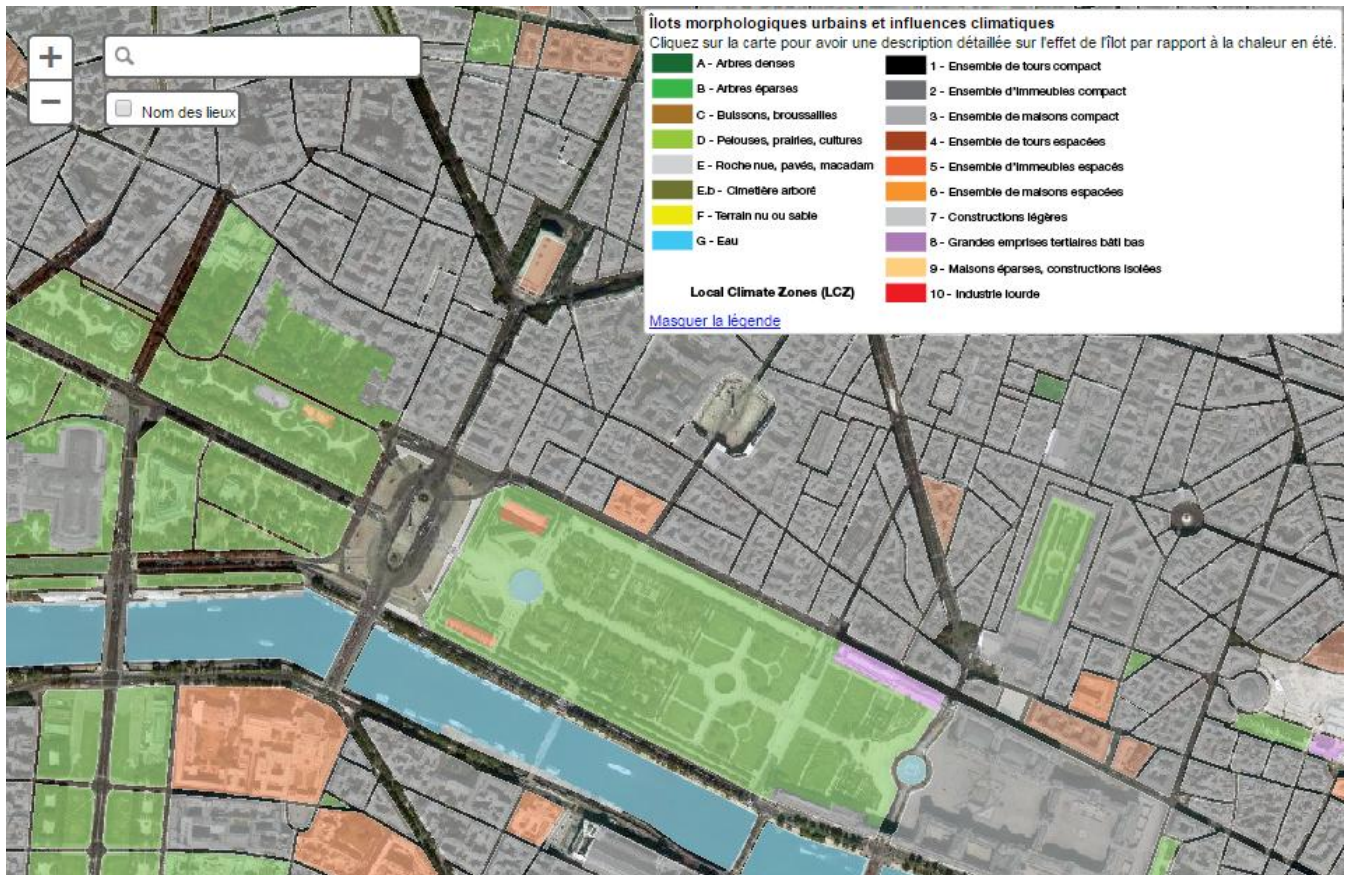 Îlots morphologiques urbains et influences climatiques
Cliquez sur la carte pour avoir une description détaillée sur l'effet de l'îlot par rapport à la chaleur en été.
A - Arbres denses
B - Arbres éparses
C - Buissons, broussailles
D - Pelouses, prairies, cultures
E - Roche nue, pavés, macadam
E.b - Cimetière arboré
F - Terrain nu ou sable
G - Eau
Local Climate Zones (LCZ)
1 - Ensemble de tours compact
2 - Ensemble d'immeubles compact
3 - Ensemble de maisons compact
4 - Ensemble de tours espacées
5 - Ensemble d'immeubles espacés
6 - Ensemble de maisons espacées
7 - Constructions légères
8 - Grandes emprises tertiaires bâti bas
9 - Maisons éparses, constructions isolées
10 - Industrie lourde
Masquer la légende
+
−
Nom des lieux